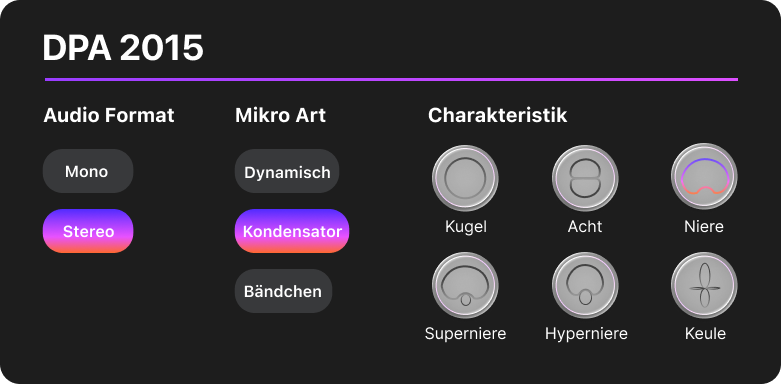 DPA 2015
Audio Format
Mono
Stereo
Mikro Art
Dynamisch
Kondensator
Bändchen
Charakteristik
Kugel
Acht
Niere
Superniere
Hyperniere
Keule